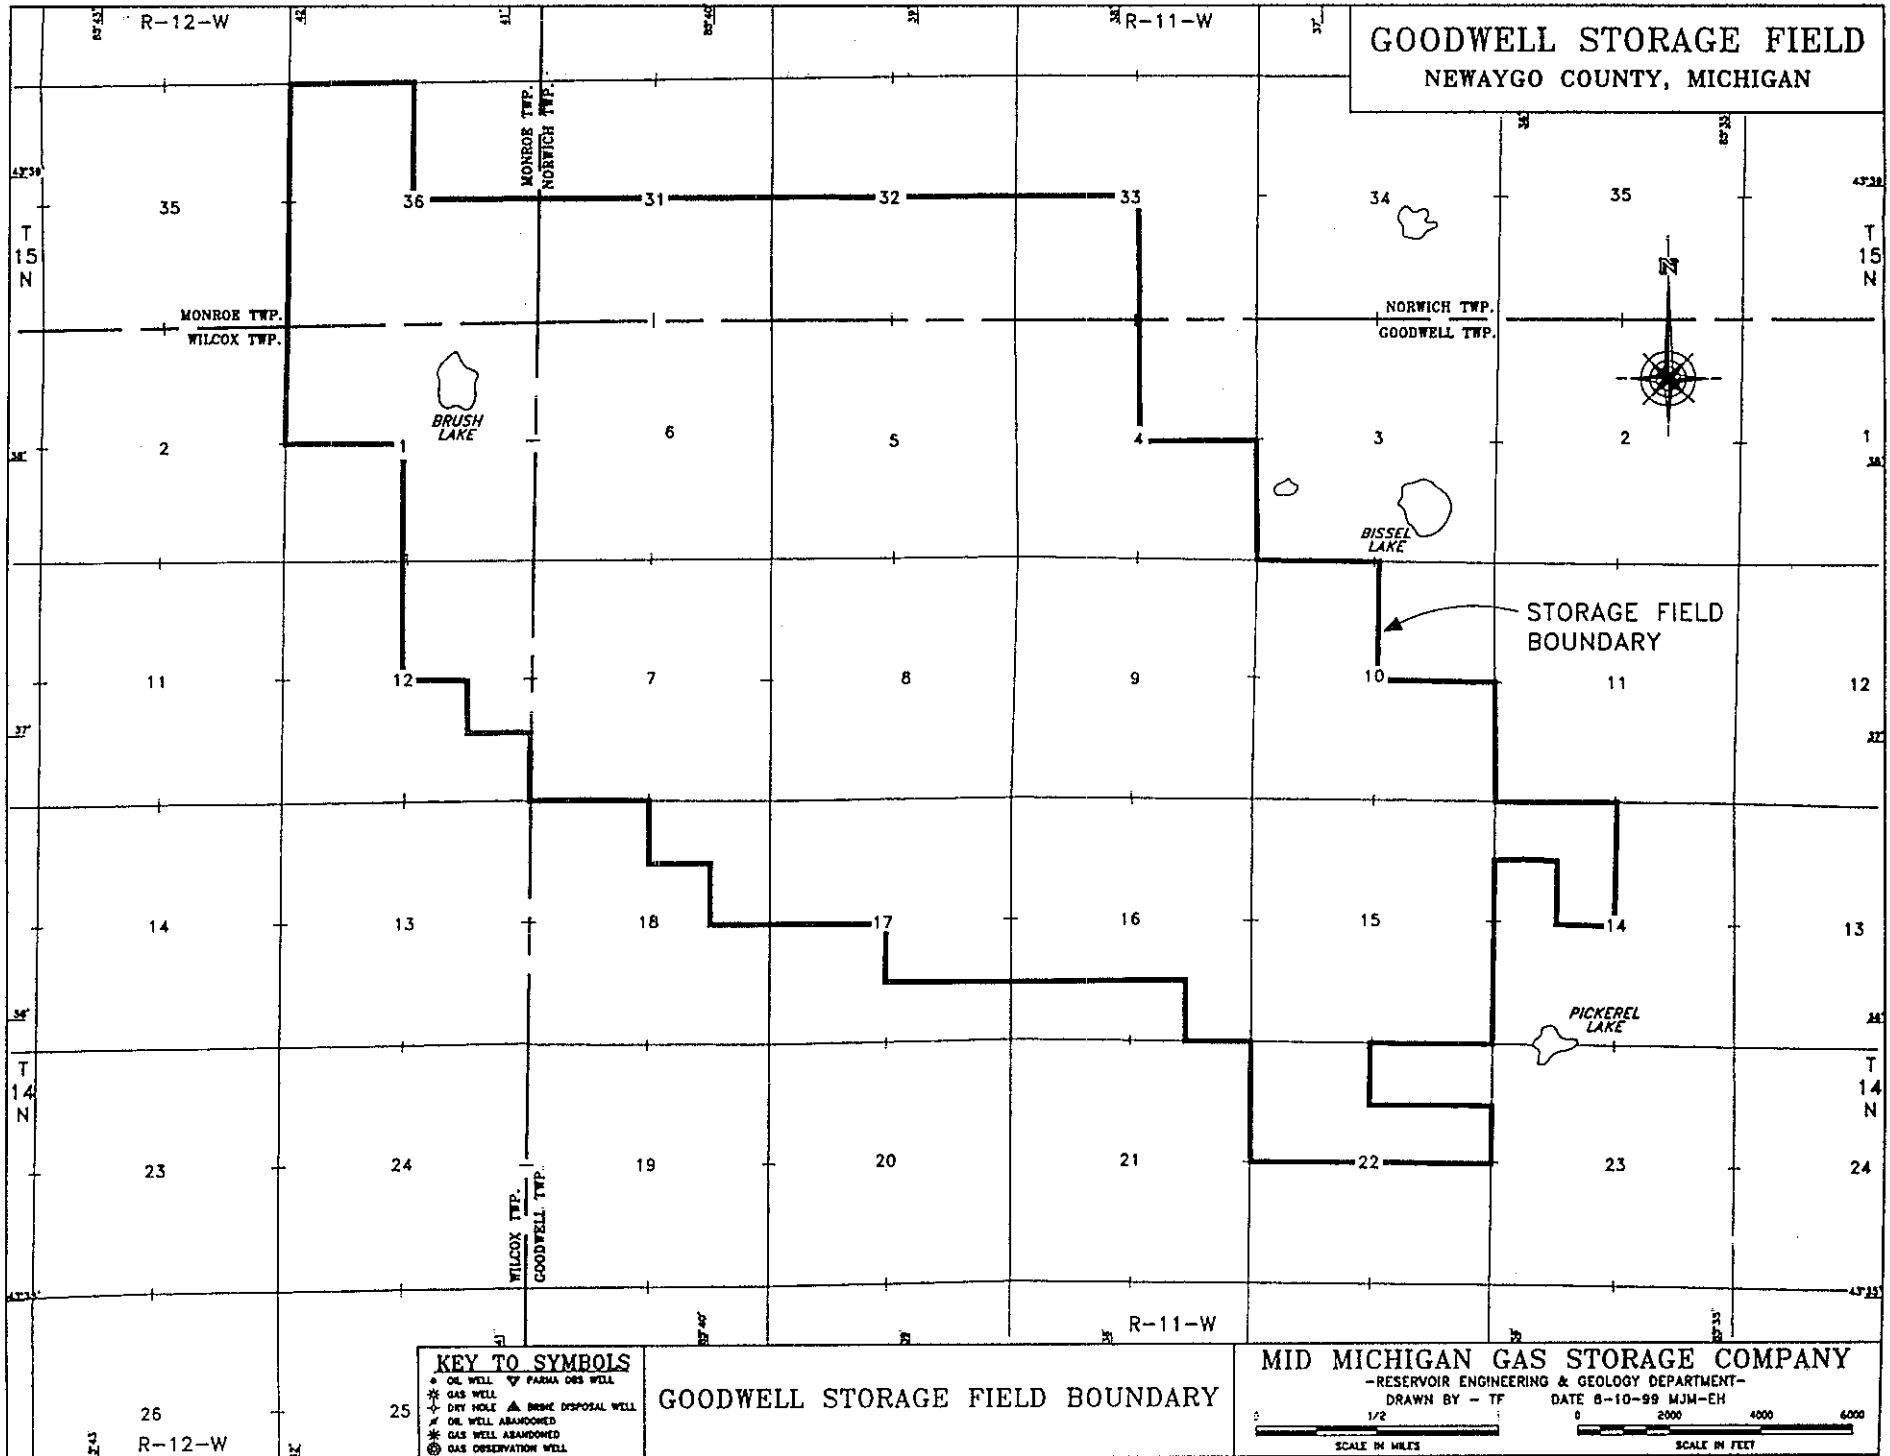 R-12-W
R-11-W
GOODWELL STORAGE FIELD
NEWAYGO COUNTY, MICHIGAN
MONROE TWP.
NORWICH TWP.
35
36
31
32
33
34
35
T
15
N
T
15
N
MONROE TWP.
WILCOX TWP.
NORWICH TWP.
GOODWELL TWP.
N
BRUSH
LAKE
2
1
6
5
4
3
2
1
BISSEL
LAKE
STORAGE FIELD
BOUNDARY
11
12
7
8
9
10
11
12
14
13
18
17
16
15
14
13
PICKEREL
LAKE
T
14
N
T
14
N
23
24
19
20
21
22
23
24
WILCOX TWP.
GOODWELL TWP.
R-11-W
26
25
R-12-W
KEY TO SYMBOLS
OIL WELL PARMA OBS WELL
GAS WELL
DRY HOLE BRINE DISPOSAL WELL
OIL WELL ABANDONED
GAS WELL ABANDONED
GAS OBSERVATION WELL
GOODWELL STORAGE FIELD BOUNDARY
MID MICHIGAN GAS STORAGE COMPANY
-RESERVOIR ENGINEERING & GEOLOGY DEPARTMENT-
DRAWN BY - TF DATE 8-10-99 MJM-EH
1/2
SCALE IN MILES
0 2000 4000 6000
SCALE IN FEET